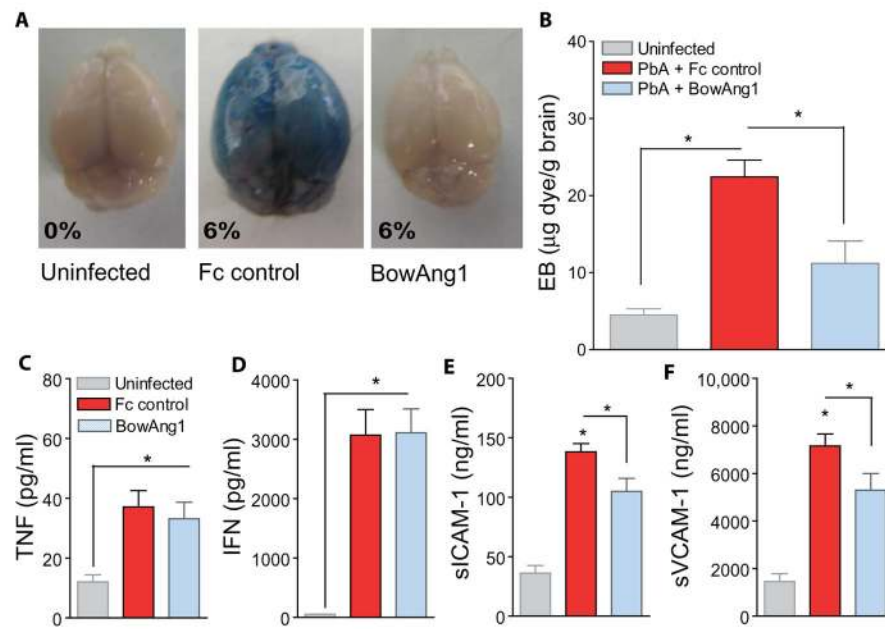 A
0%
6%
6%
Uninfected
Fc control
BowAng1
B
EB (μg dye/g brain)
40
30
20
10
0
Uninfected
PbA + Fc control
PbA + BowAng1
*
*
C
TNF (pg/ml)
80
60
40
20
0
Uninfected
Fc control
BowAng1
*
D
IFN (pg/ml)
4000
3000
2000
1000
0
*
E
sICAM-1 (ng/ml)
200
150
100
50
0
*
*
F
sVCAM-1 (ng/ml)
10,000
8000
6000
4000
2000
0
*
*